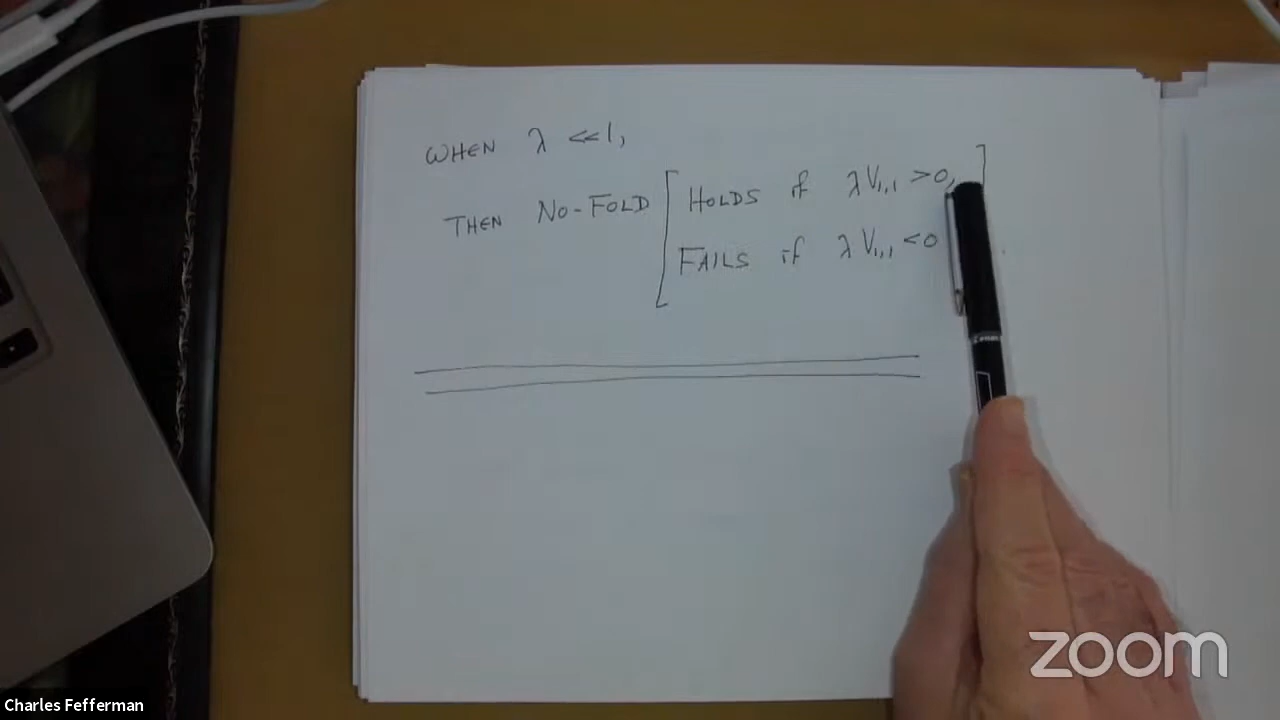 WHEN λ <<1,
THEN NO-FOLD [ HOLDS if λV₁,₁ >0, ]
FAILS if λV₁,₁ <0
zoom
Charles Fefferman